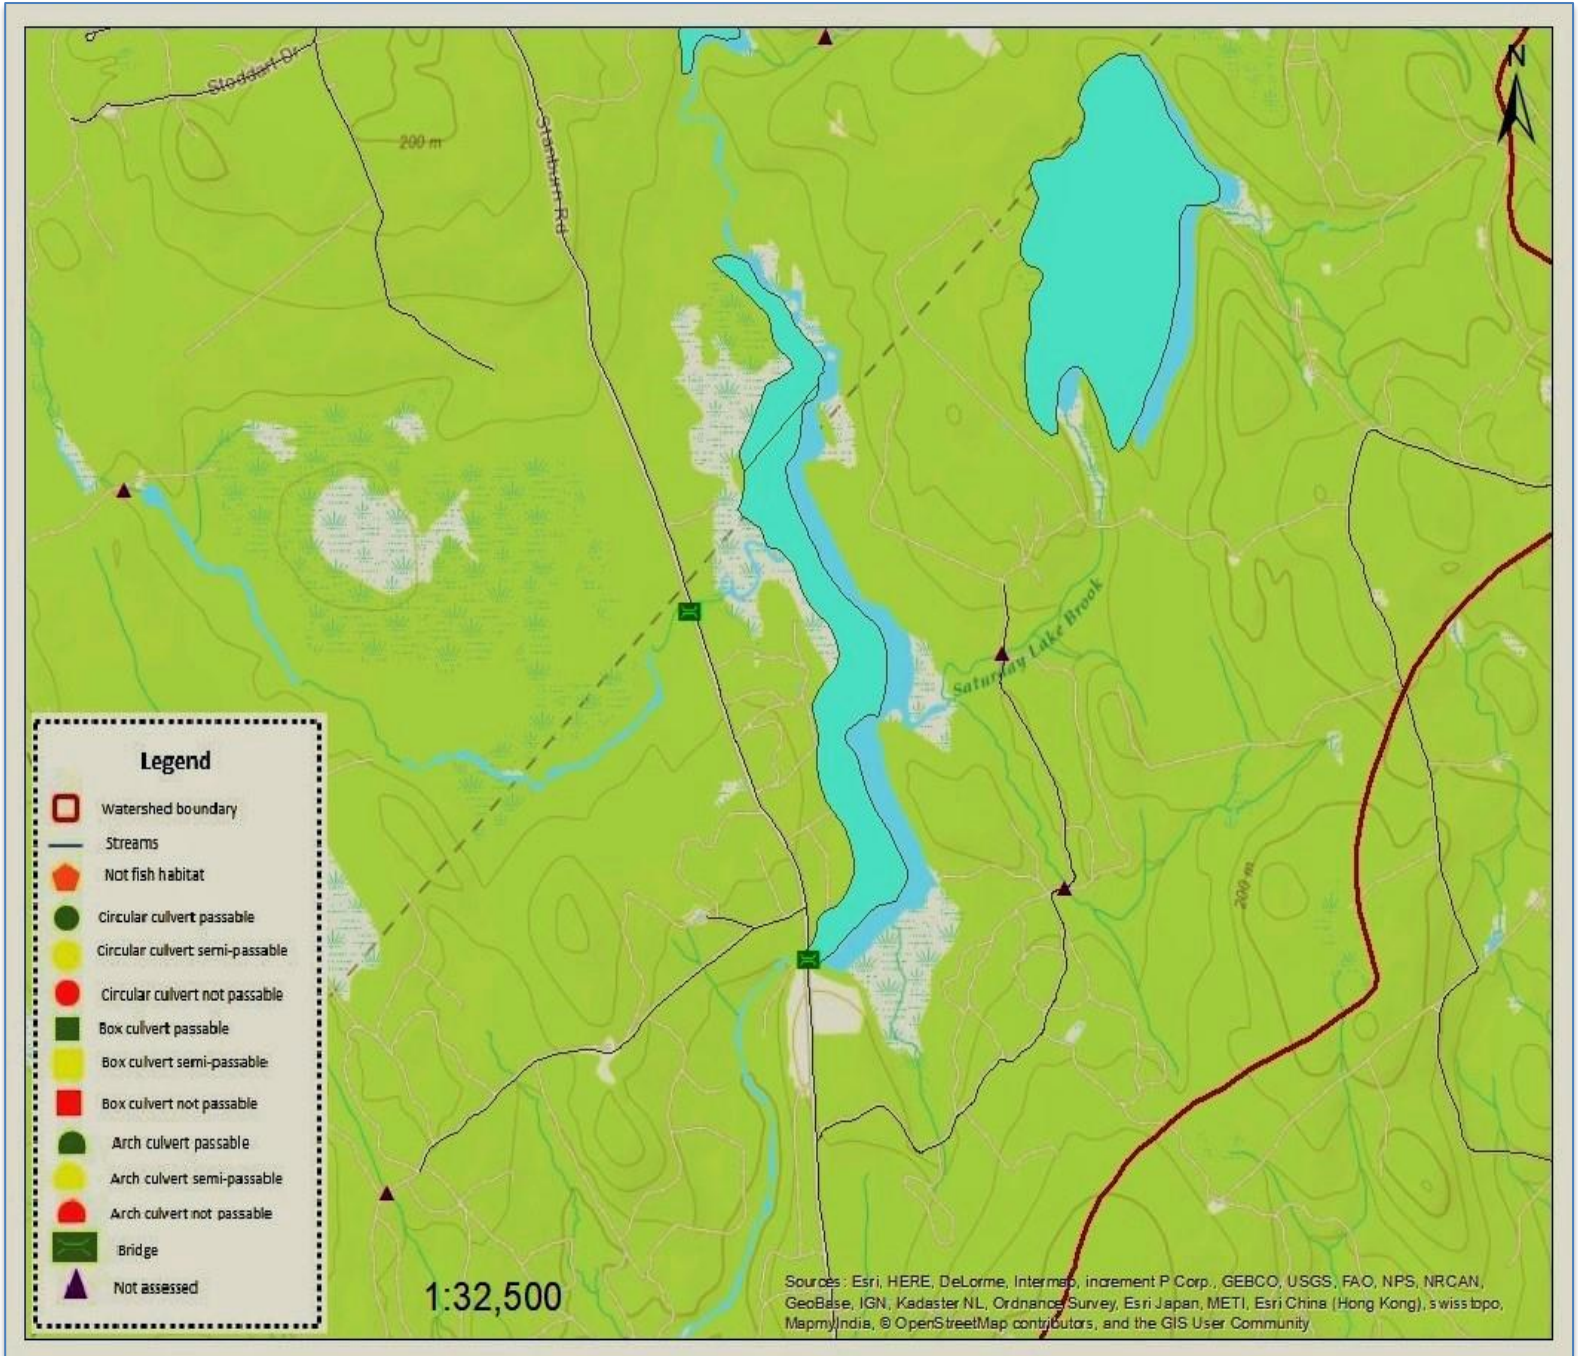 Stoddart Dr
200 m
Stanburn Rd
N
Saturday Lake Brook
200 m
Legend
Watershed boundary
Streams
Not fish habitat
Circular culvert passable
Circular culvert semi-passable
Circular culvert not passable
Box culvert passable
Box culvert semi-passable
Box culvert not passable
Arch culvert passable
Arch culvert semi-passable
Arch culvert not passable
Bridge
Not assessed
1:32,500
Sources: Esri, HERE, DeLorme, Intermap, increment P Corp., GEBCO, USGS, FAO, NPS, NRCAN,
GeoBase, IGN, Kadaster NL, Ordnance Survey, Esri Japan, METI, Esri China (Hong Kong), swisstopo,
MapmyIndia, © OpenStreetMap contributors, and the GIS User Community